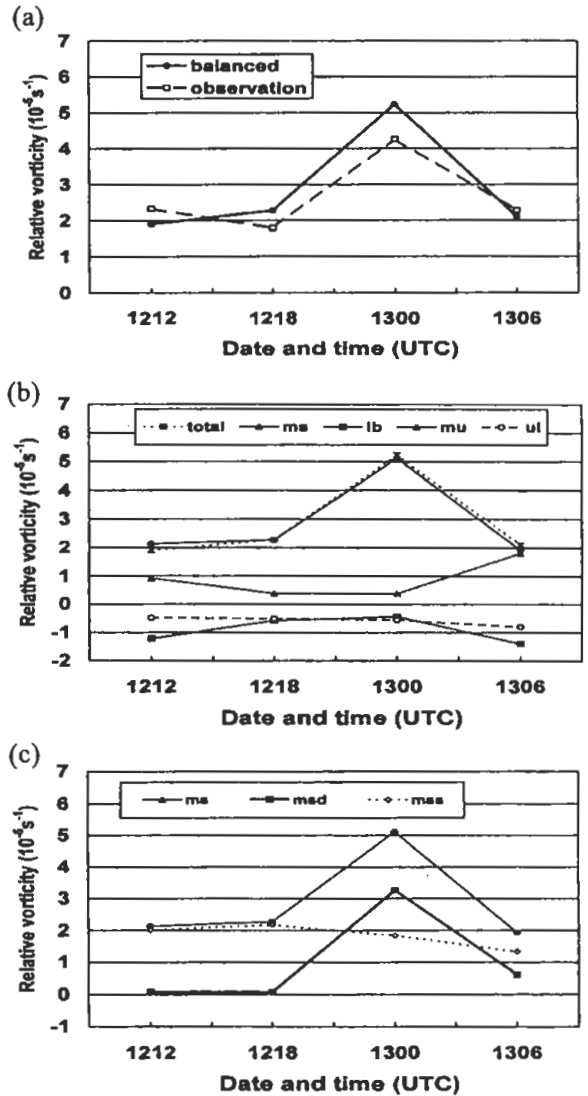 (a)
7
6
5
4
3
2
1
0
balanced
observation
Relative vorticity (10⁻⁵s⁻¹)
1212 1218 1300 1306
Date and time (UTC)
(b)
7
6
5
4
3
2
1
0
-1
-2
total ms lb mu ul
Relative vorticity (10⁻⁵s⁻¹)
1212 1218 1300 1306
Date and time (UTC)
(c)
7
6
5
4
3
2
1
0
-1
ms msd mss
Relative vorticity (10⁻⁵s⁻¹)
1212 1218 1300 1306
Date and time (UTC)